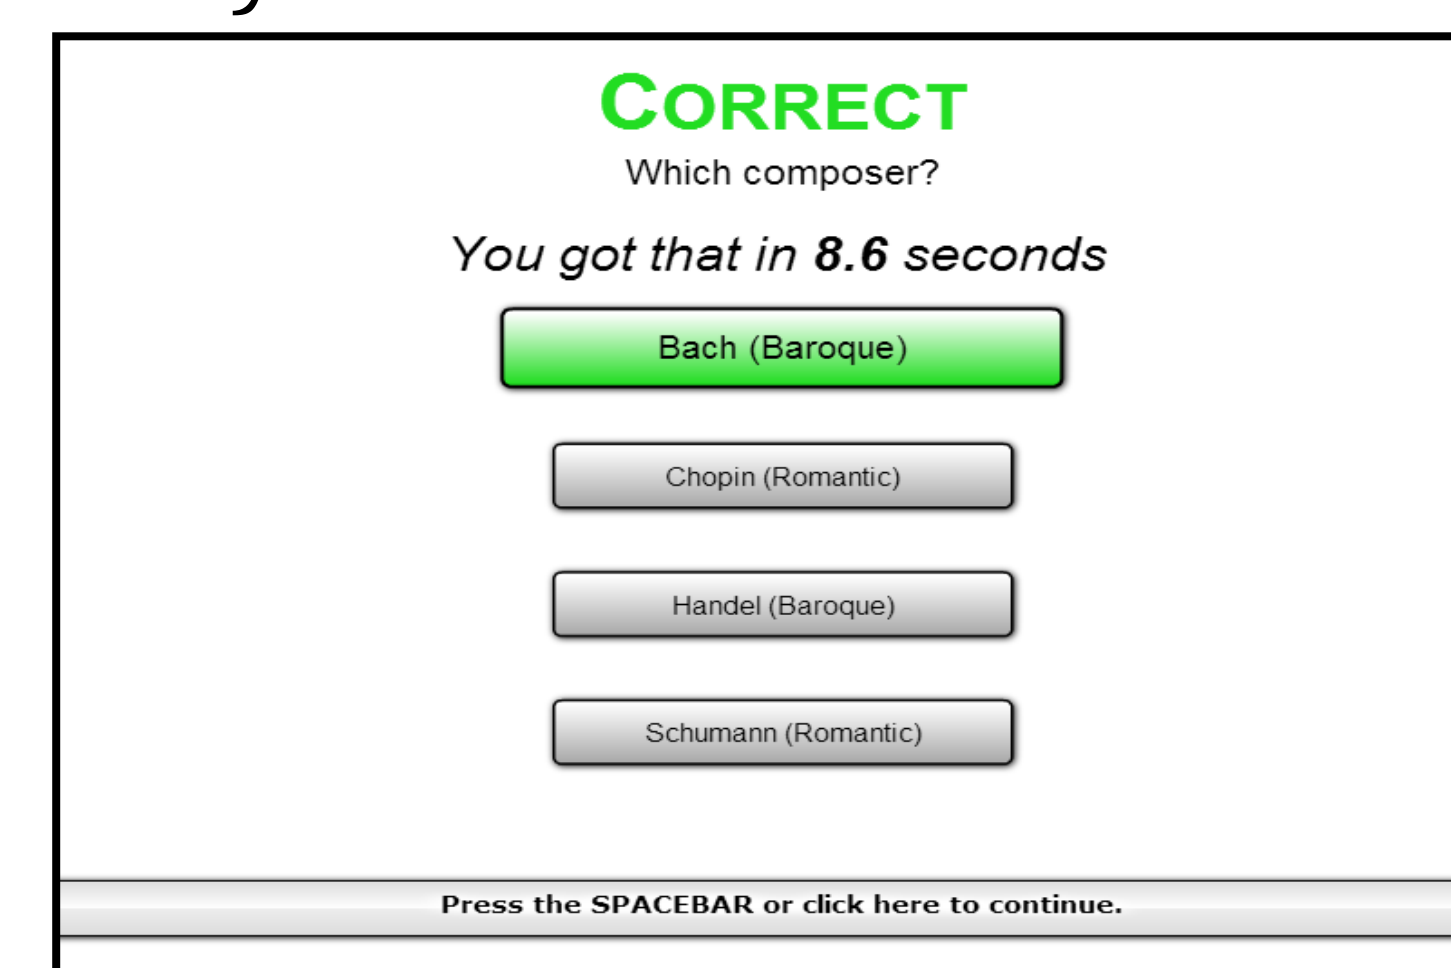 CORRECT
Which composer?
You got that in 8.6 seconds
Bach (Baroque)
Chopin (Romantic)
Handel (Baroque)
Schumann (Romantic)
Press the SPACEBAR or click here to continue.